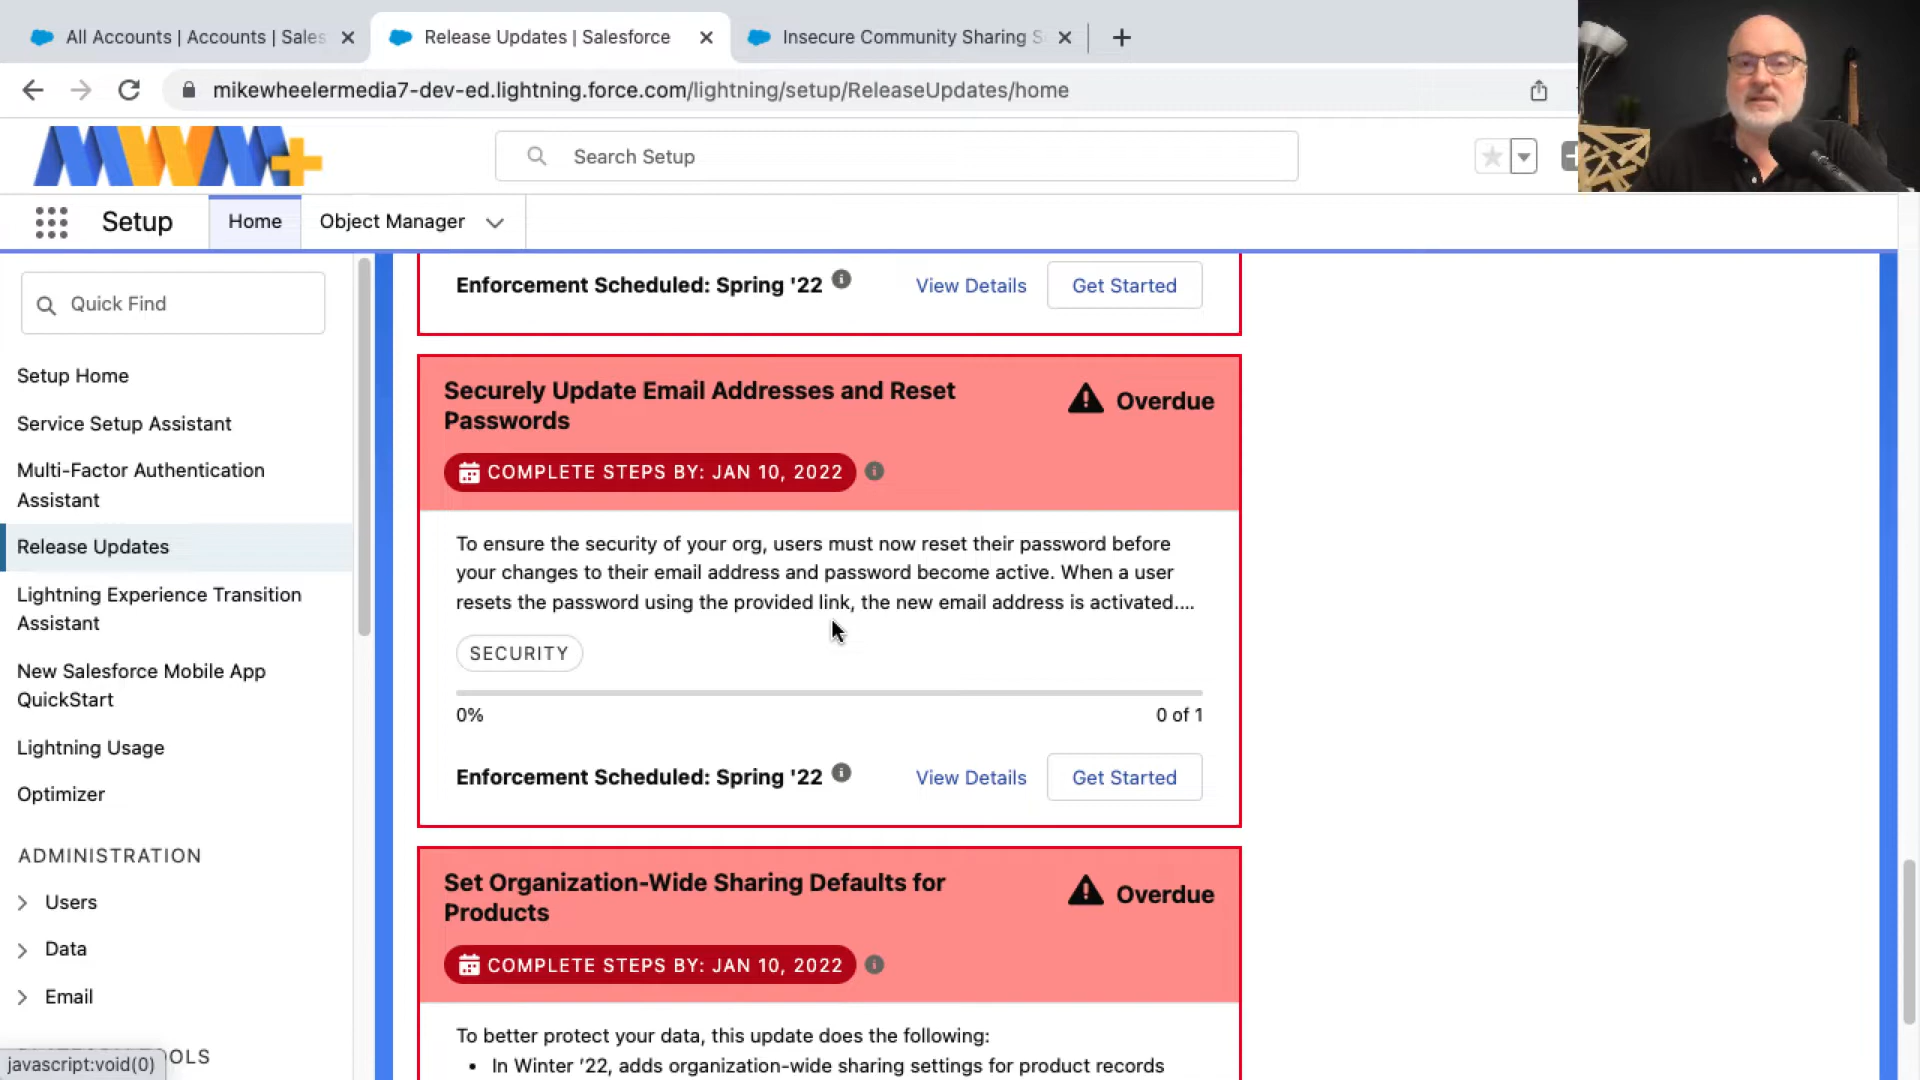 All Accounts | Accounts | Sales
Release Updates | Salesforce
Insecure Community Sharing S
mikewheelermedia7-dev-ed.lightning.force.com/lightning/setup/ReleaseUpdates/home
MWM+
Search Setup
Setup
Home
Object Manager
Quick Find
Setup Home
Service Setup Assistant
Multi-Factor Authentication
Assistant
Release Updates
Lightning Experience Transition
Assistant
New Salesforce Mobile App
QuickStart
Lightning Usage
Optimizer
ADMINISTRATION
Users
Data
Email
OOLS
javascript:void(0)
Enforcement Scheduled: Spring '22
View Details
Get Started
Securely Update Email Addresses and Reset
Passwords
Overdue
COMPLETE STEPS BY: JAN 10, 2022
To ensure the security of your org, users must now reset their password before
your changes to their email address and password become active. When a user
resets the password using the provided link, the new email address is activated....
SECURITY
0%
0 of 1
Enforcement Scheduled: Spring '22
View Details
Get Started
Set Organization-Wide Sharing Defaults for
Products
Overdue
COMPLETE STEPS BY: JAN 10, 2022
To better protect your data, this update does the following:
• In Winter '22, adds organization-wide sharing settings for product records